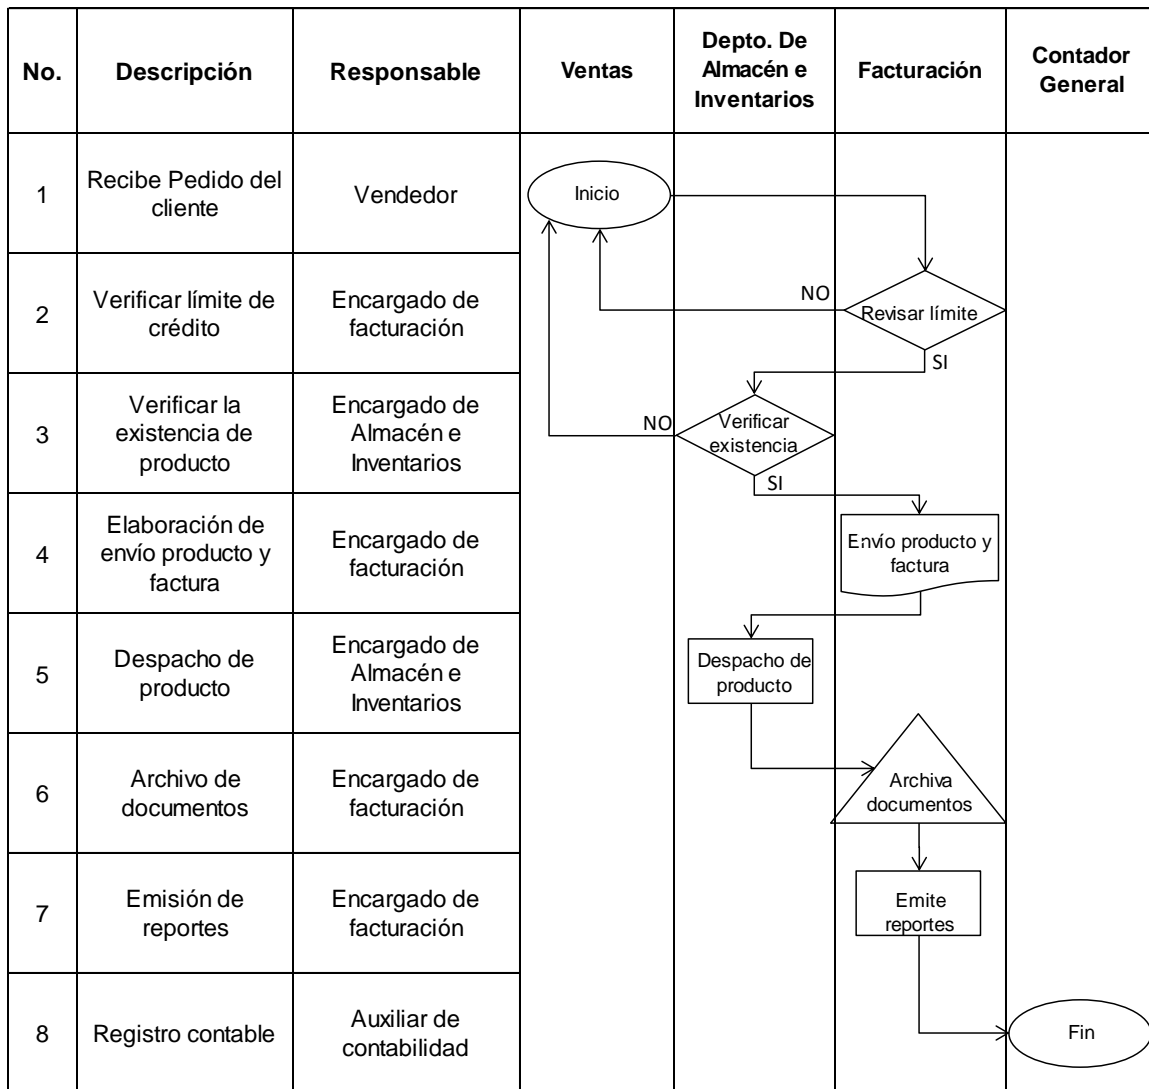 No.
Descripción
Responsable
Ventas
Depto. De
Almacén e
Inventarios
Facturación
Contador
General
1
Recibe Pedido del
cliente
Vendedor
Inicio
2
Verificar límite de
crédito
Encargado de
facturación
NO
Revisar límite
SI
3
Verificar la
existencia de
producto
Encargado de
Almacén e
Inventarios
NO
Verificar
existencia
SI
4
Elaboración de
envío producto y
factura
Encargado de
facturación
Envío producto y
factura
5
Despacho de
producto
Encargado de
Almacén e
Inventarios
Despacho de
producto
6
Archivo de
documentos
Encargado de
facturación
Archiva
documentos
7
Emisión de
reportes
Encargado de
facturación
Emite
reportes
8
Registro contable
Auxiliar de
contabilidad
Fin